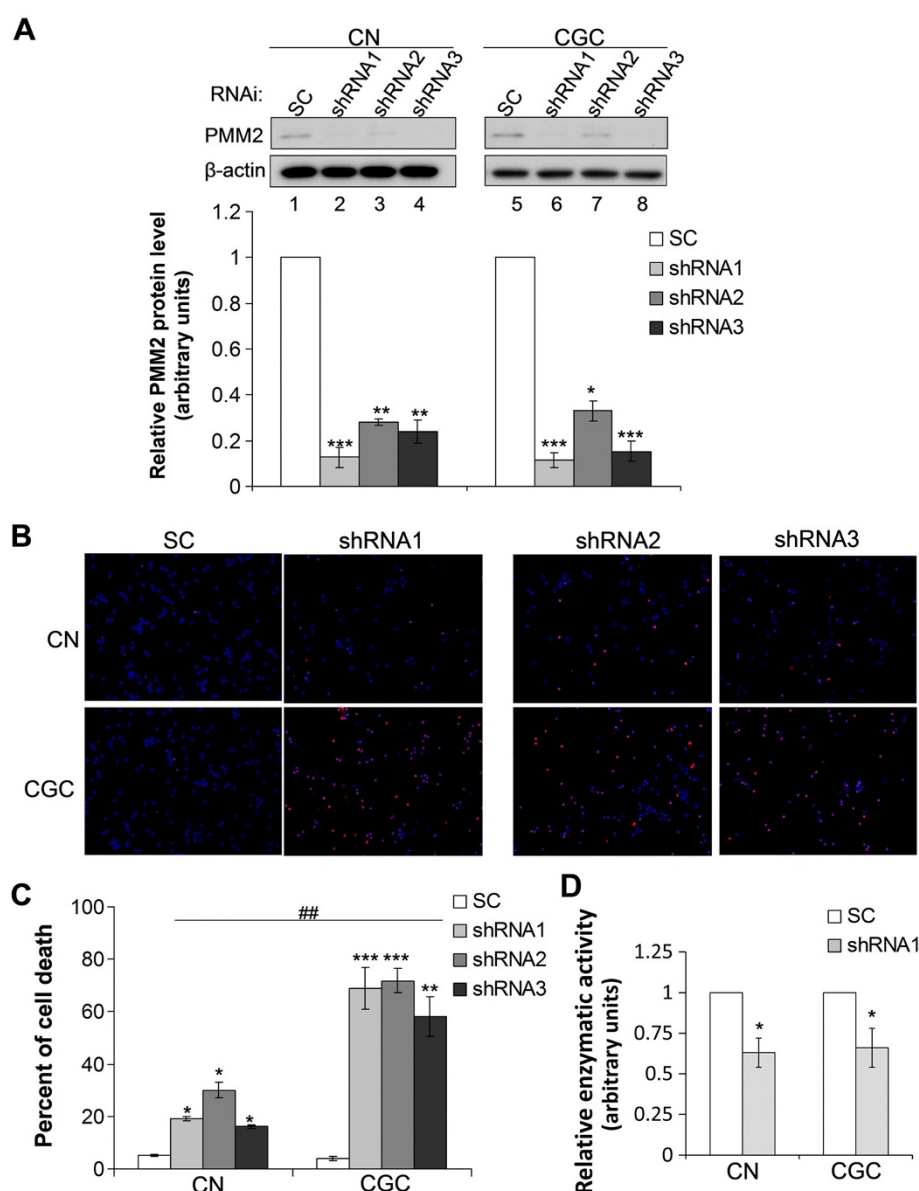 A
CN CGC
RNAi: SC shRNA1 shRNA2 shRNA3 SC shRNA1 shRNA2 shRNA3
PMM2
β-actin
1 2 3 4 5 6 7 8
Relative PMM2 protein level
(arbitrary units)
1.2
1
0.8
0.6
0.4
0.2
0
*** ** ** *** * ***
SC
shRNA1
shRNA2
shRNA3
B
SC shRNA1 shRNA2 shRNA3
CN
CGC
C
Percent of cell death
100
80
60
40
20
0
##
* * * *** *** **
SC
shRNA1
shRNA2
shRNA3
CN CGC
D
Relative enzymatic activity
(arbitrary units)
1.25
1
0.75
0.5
0.25
0
* *
SC
shRNA1
CN CGC